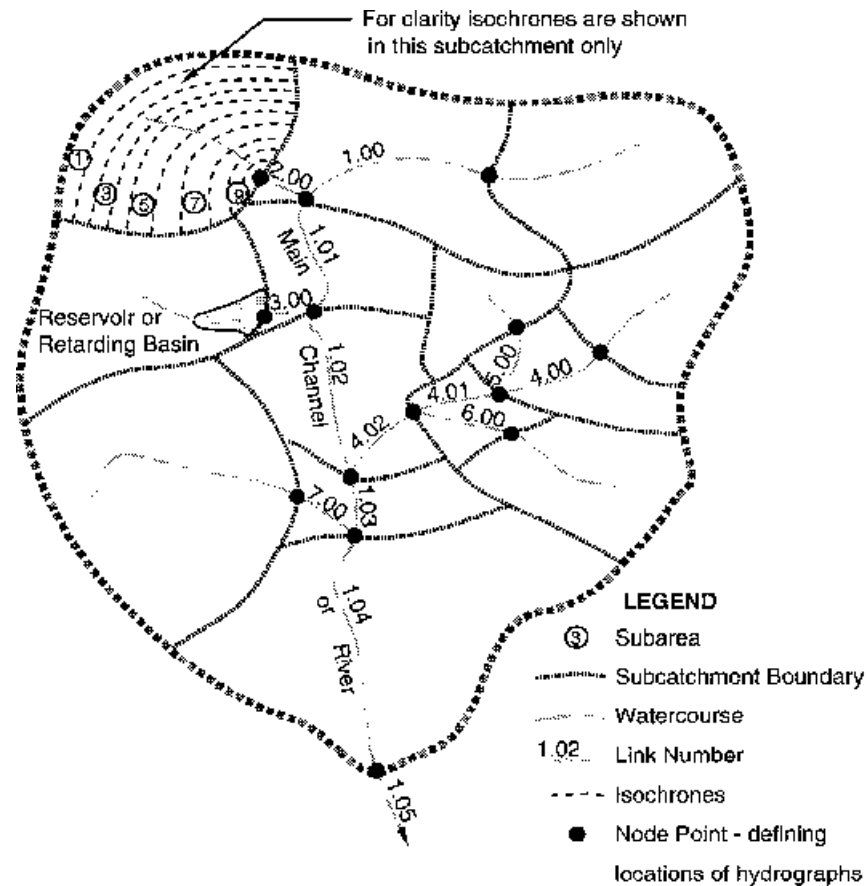 For clarity isochrones are shown
in this subcatchment only
1.00
2.00
1
3
5
7
9
1.01
Main
Reservoir or
Retarding Basin
3.00
1.02
Channel
5.00
4.00
4.01
6.00
4.02
1.03
7.00
1.04
or
River
1.05
LEGEND
3 Subarea
Subcatchment Boundary
Watercourse
1.02 Link Number
Isochrones
Node Point - defining
locations of hydrographs